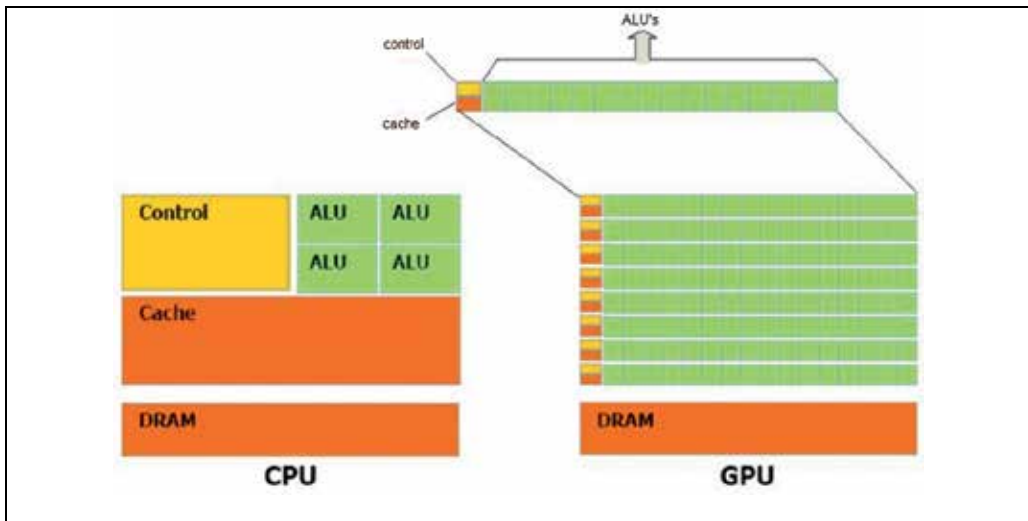 ALU's
control
cache
Control
ALU ALU
ALU ALU
Cache
DRAM
DRAM
CPU
GPU